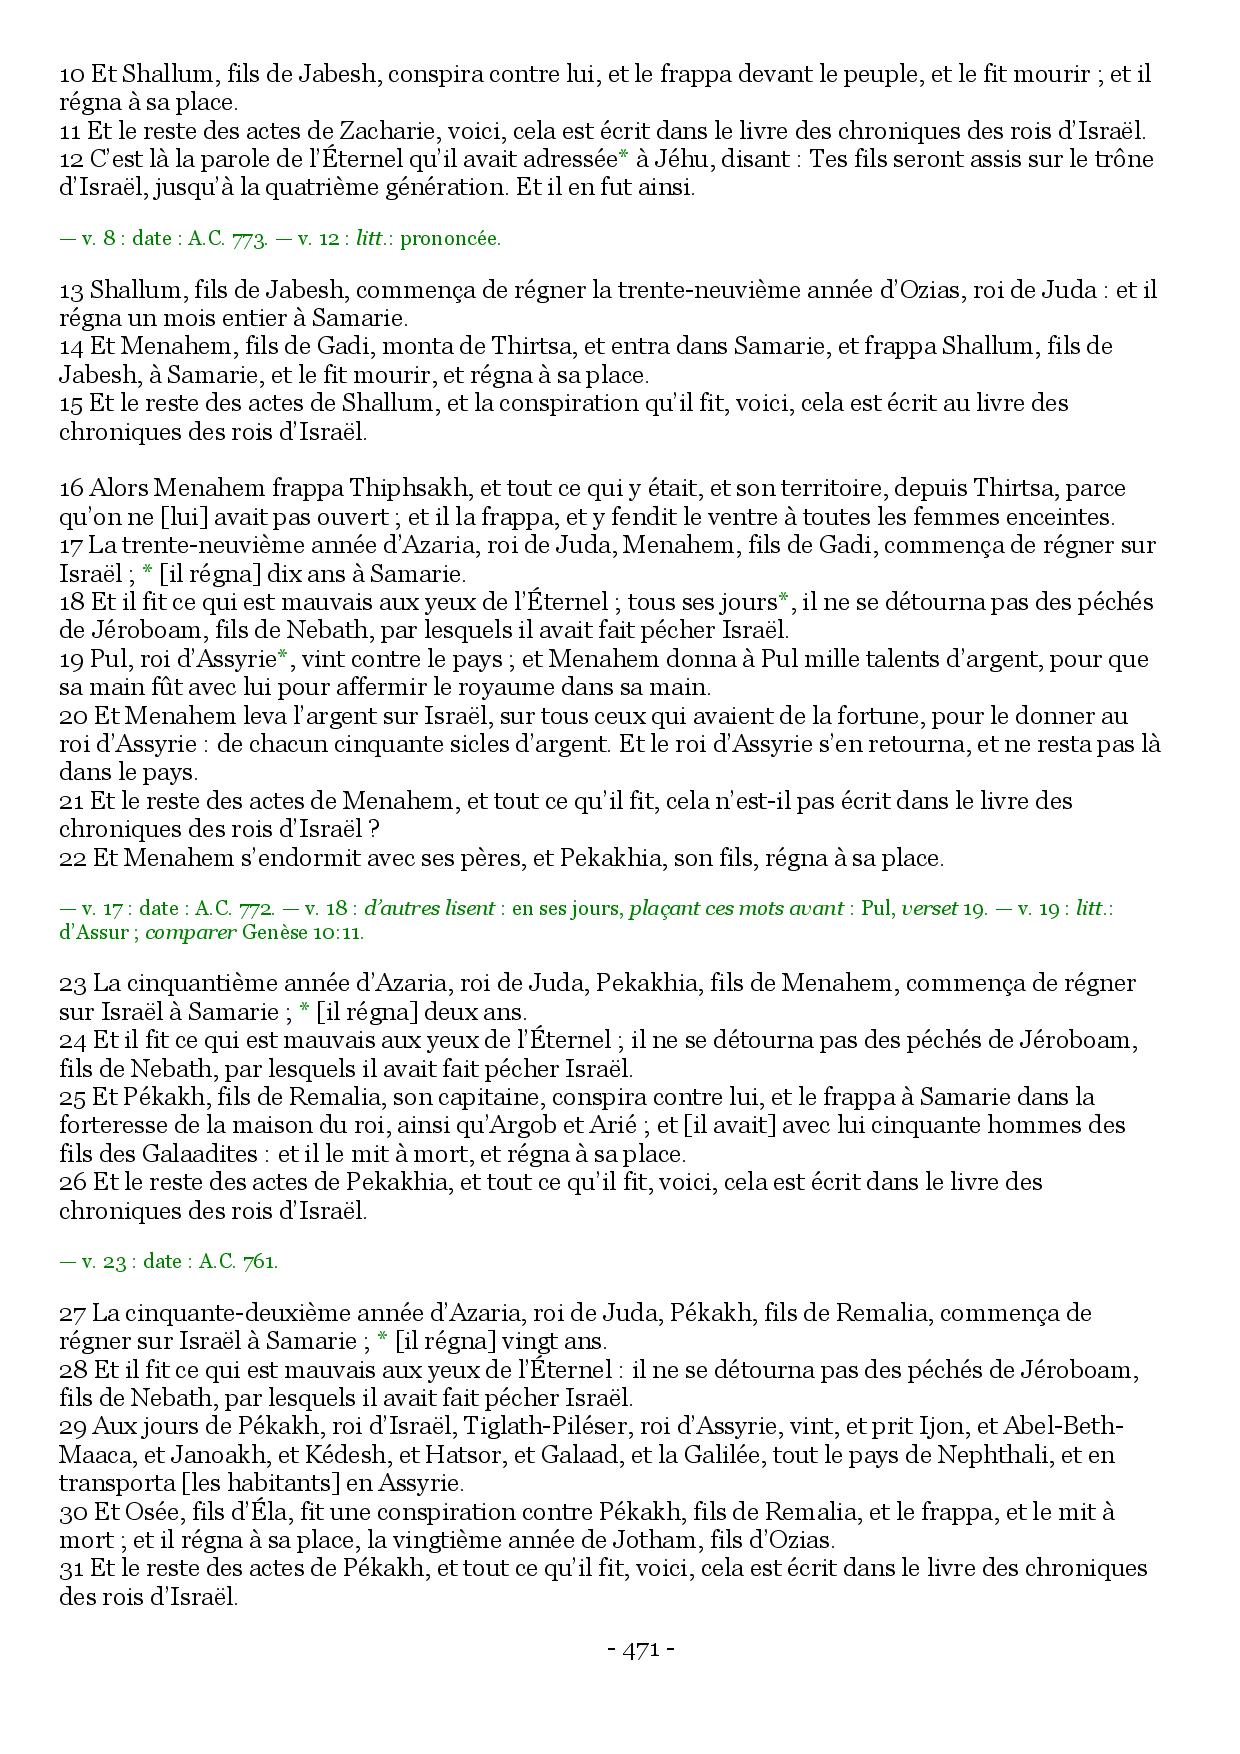 10 Et Shallum, fils de Jabesh, conspira contre lui, et le frappa devant le peuple, et le fit mourir ; et il
régna à sa place.
11 Et le reste des actes de Zacharie, voici, cela est écrit dans le livre des chroniques des rois d’Israël.
12 C’est là la parole de l’Éternel qu’il avait adressée* à Jéhu, disant : Tes fils seront assis sur le trône
d’Israël, jusqu’à la quatrième génération. Et il en fut ainsi.
— v. 8 : date : A.C. 773. — v. 12 : litt.: prononcée.
13 Shallum, fils de Jabesh, commença de régner la trente-neuvième année d’Ozias, roi de Juda : et il
régna un mois entier à Samarie.
14 Et Menahem, fils de Gadi, monta de Thirtsa, et entra dans Samarie, et frappa Shallum, fils de
Jabesh, à Samarie, et le fit mourir, et régna à sa place.
15 Et le reste des actes de Shallum, et la conspiration qu’il fit, voici, cela est écrit au livre des
chroniques des rois d’Israël.
16 Alors Menahem frappa Thiphsakh, et tout ce qui y était, et son territoire, depuis Thirtsa, parce
qu’on ne [lui] avait pas ouvert ; et il la frappa, et y fendit le ventre à toutes les femmes enceintes.
17 La trente-neuvième année d’Azaria, roi de Juda, Menahem, fils de Gadi, commença de régner sur
Israël ; * [il régna] dix ans à Samarie.
18 Et il fit ce qui est mauvais aux yeux de l’Éternel ; tous ses jours*, il ne se détourna pas des péchés
de Jéroboam, fils de Nebath, par lesquels il avait fait pécher Israël.
19 Pul, roi d’Assyrie*, vint contre le pays ; et Menahem donna à Pul mille talents d’argent, pour que
sa main fût avec lui pour affermir le royaume dans sa main.
20 Et Menahem leva l’argent sur Israël, sur tous ceux qui avaient de la fortune, pour le donner au
roi d’Assyrie : de chacun cinquante sicles d’argent. Et le roi d’Assyrie s’en retourna, et ne resta pas là
dans le pays.
21 Et le reste des actes de Menahem, et tout ce qu’il fit, cela n’est-il pas écrit dans le livre des
chroniques des rois d’Israël ?
22 Et Menahem s’endormit avec ses pères, et Pekakhia, son fils, régna à sa place.
— v. 17 : date : A.C. 772. — v. 18 : d’autres lisent : en ses jours, plaçant ces mots avant : Pul, verset 19. — v. 19 : litt.:
d’Assur ; comparer Genèse 10:11.
23 La cinquantième année d’Azaria, roi de Juda, Pekakhia, fils de Menahem, commença de régner
sur Israël à Samarie ; * [il régna] deux ans.
24 Et il fit ce qui est mauvais aux yeux de l’Éternel ; il ne se détourna pas des péchés de Jéroboam,
fils de Nebath, par lesquels il avait fait pécher Israël.
25 Et Pékakh, fils de Remalia, son capitaine, conspira contre lui, et le frappa à Samarie dans la
forteresse de la maison du roi, ainsi qu’Argob et Arié ; et [il avait] avec lui cinquante hommes des
fils des Galaadites : et il le mit à mort, et régna à sa place.
26 Et le reste des actes de Pekakhia, et tout ce qu’il fit, voici, cela est écrit dans le livre des
chroniques des rois d’Israël.
— v. 23 : date : A.C. 761.
27 La cinquante-deuxième année d’Azaria, roi de Juda, Pékakh, fils de Remalia, commença de
régner sur Israël à Samarie ; * [il régna] vingt ans.
28 Et il fit ce qui est mauvais aux yeux de l’Éternel : il ne se détourna pas des péchés de Jéroboam,
fils de Nebath, par lesquels il avait fait pécher Israël.
29 Aux jours de Pékakh, roi d’Israël, Tiglath-Piléser, roi d’Assyrie, vint, et prit Ijon, et Abel-Beth-
Maaca, et Janoakh, et Kédesh, et Hatsor, et Galaad, et la Galilée, tout le pays de Nephthali, et en
transporta [les habitants] en Assyrie.
30 Et Osée, fils d’Éla, fit une conspiration contre Pékakh, fils de Remalia, et le frappa, et le mit à
mort ; et il régna à sa place, la vingtième année de Jotham, fils d’Ozias.
31 Et le reste des actes de Pékakh, et tout ce qu’il fit, voici, cela est écrit dans le livre des chroniques
des rois d’Israël.
- 471 -